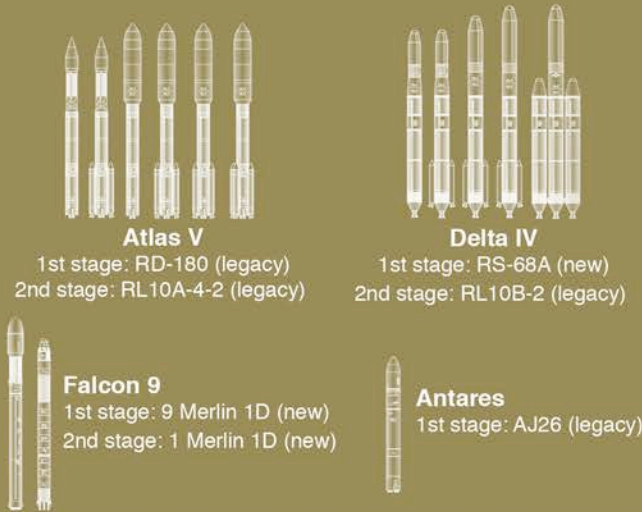 Atlas V
1st stage: RD-180 (legacy)
2nd stage: RL10A-4-2 (legacy)
Delta IV
1st stage: RS-68A (new)
2nd stage: RL10B-2 (legacy)
Falcon 9
1st stage: 9 Merlin 1D (new)
2nd stage: 1 Merlin 1D (new)
Antares
1st stage: AJ26 (legacy)